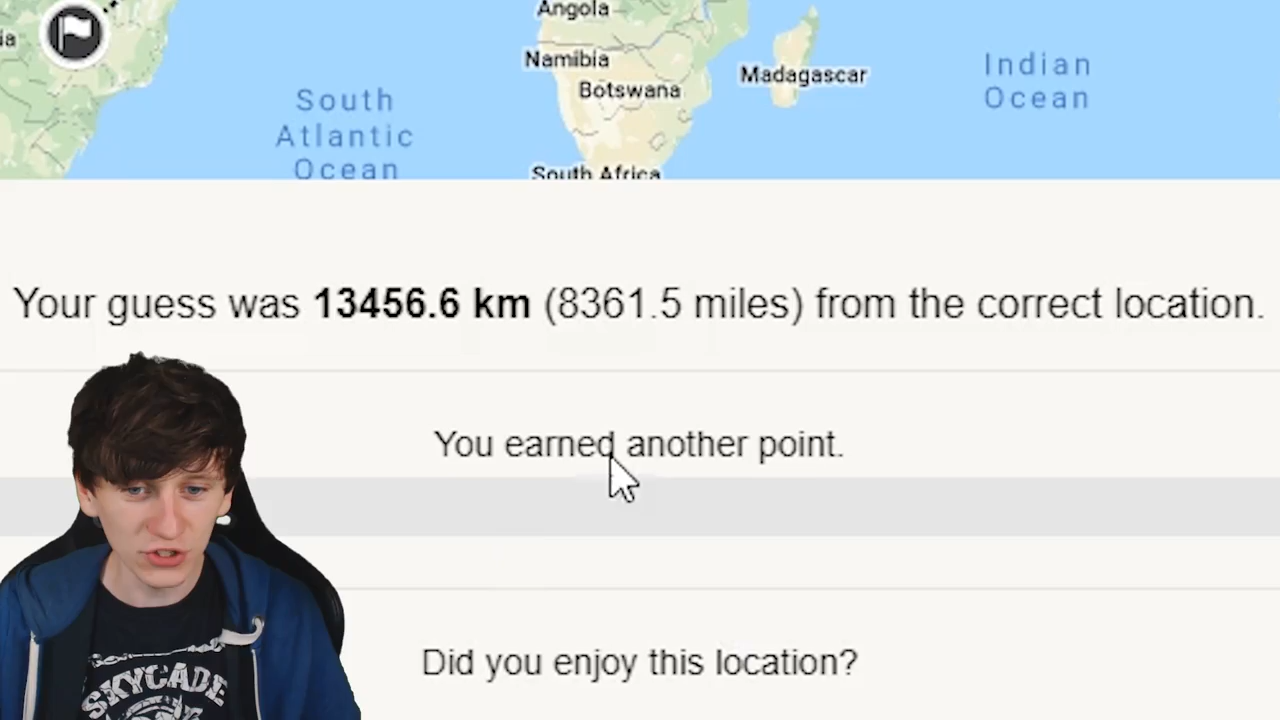 Angola
ia
Namibia
Madagascar
Indian
Ocean
Botswana
South
Atlantic
Ocean
South Africa
Your guess was 13456.6 km (8361.5 miles) from the correct location.
You earned another point.
Did you enjoy this location?
SKYCADE